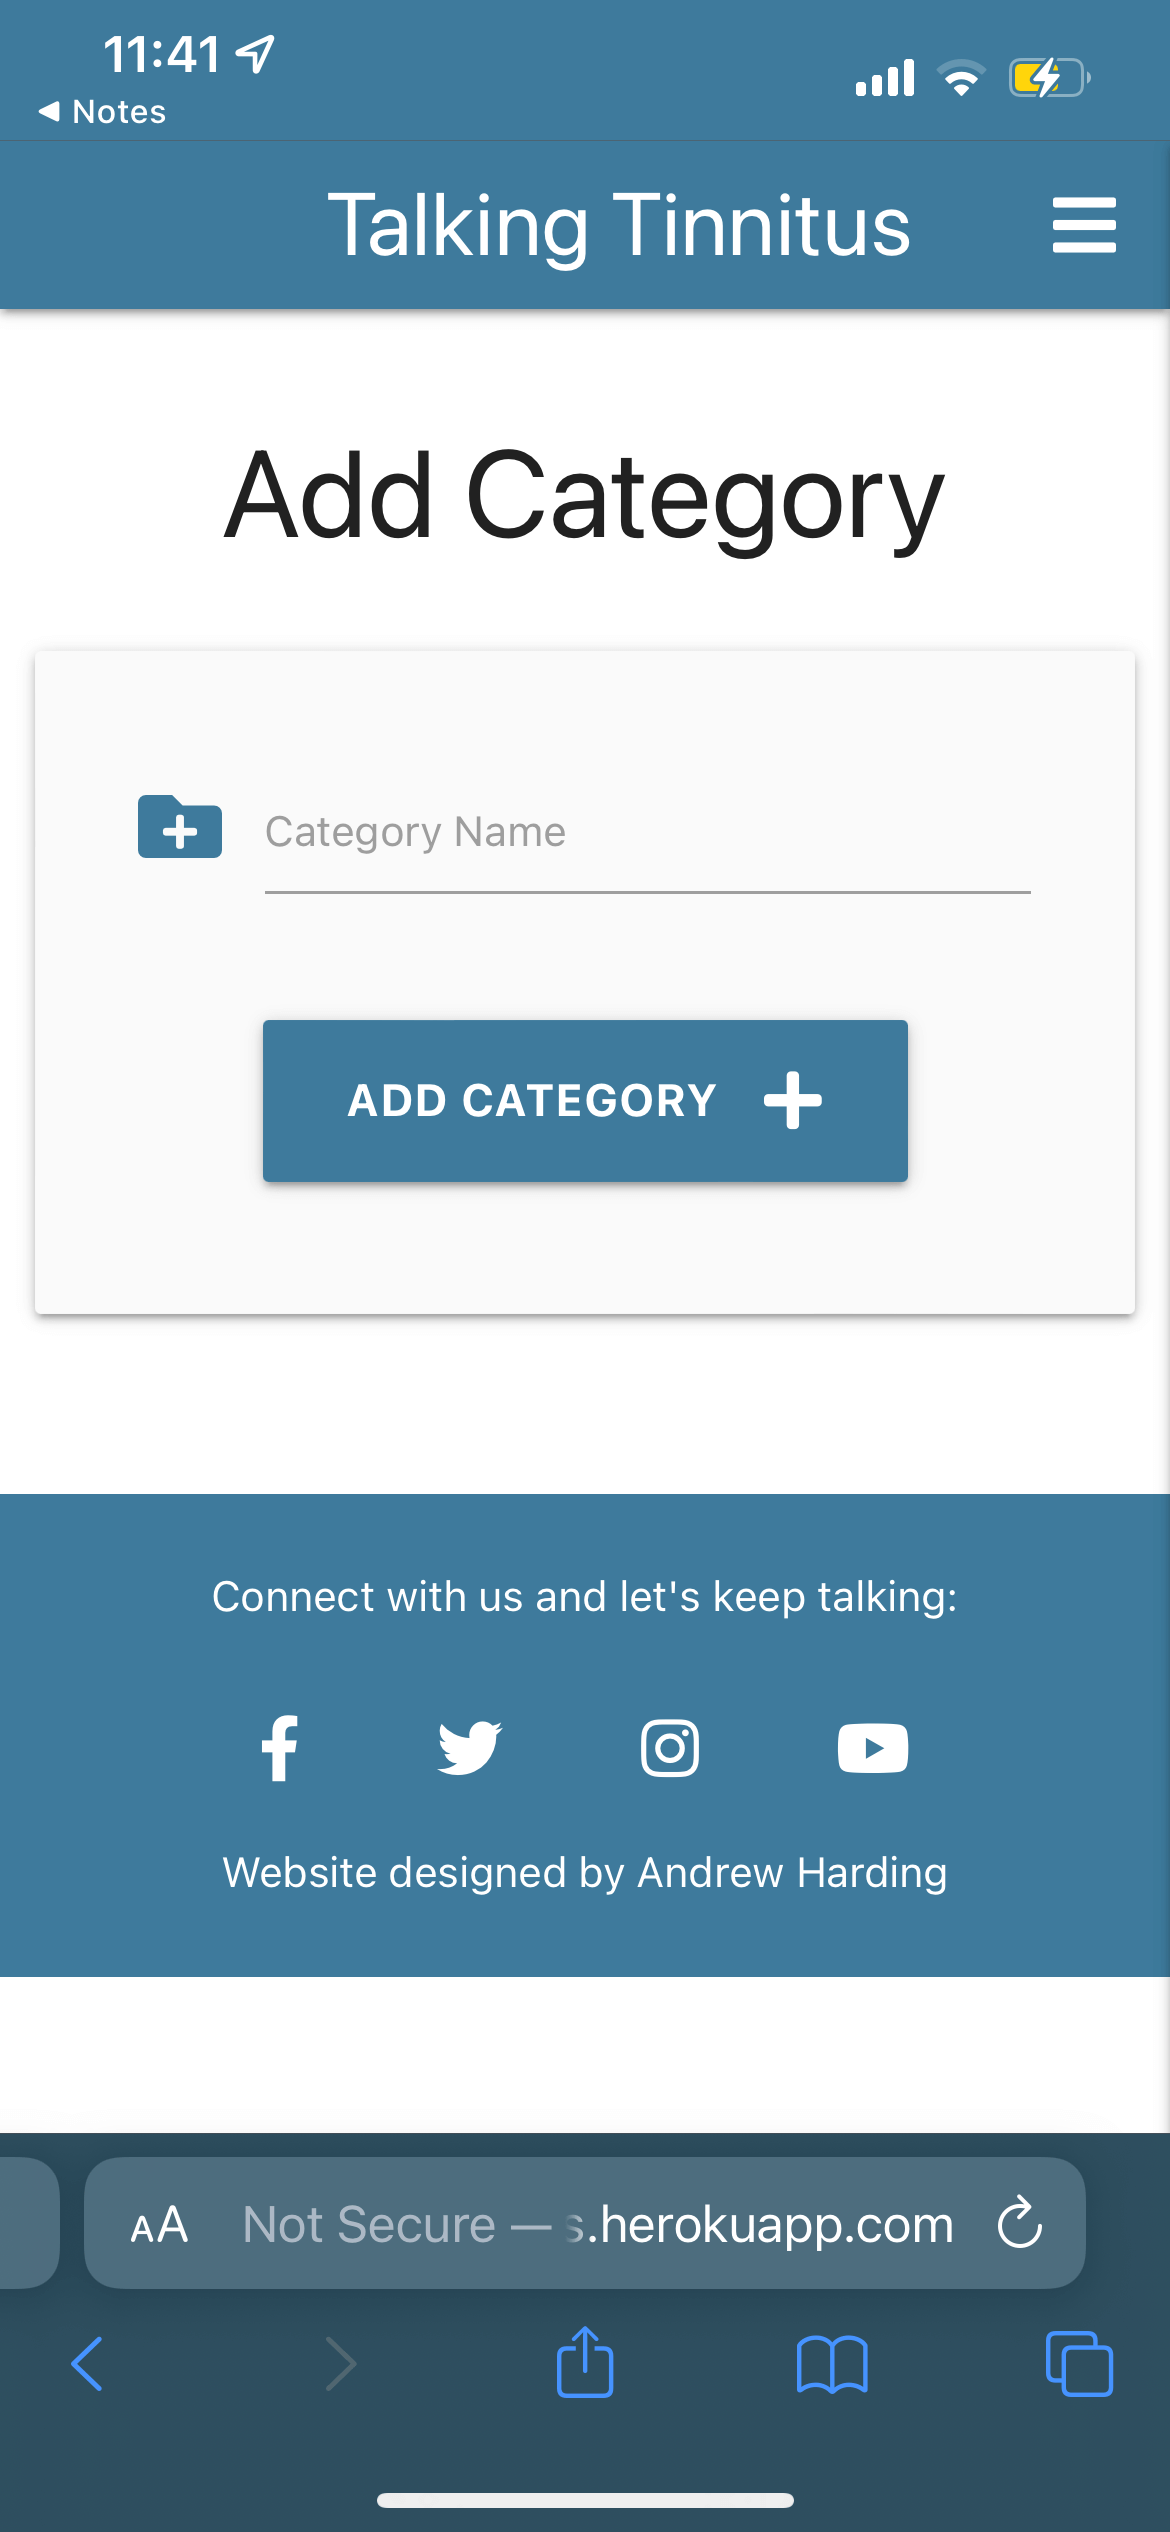 11:41
Notes
Talking Tinnitus
Add Category
Category Name
ADD CATEGORY
Connect with us and let's keep talking:
Website designed by Andrew Harding
AA Not Secure — s.herokuapp.com